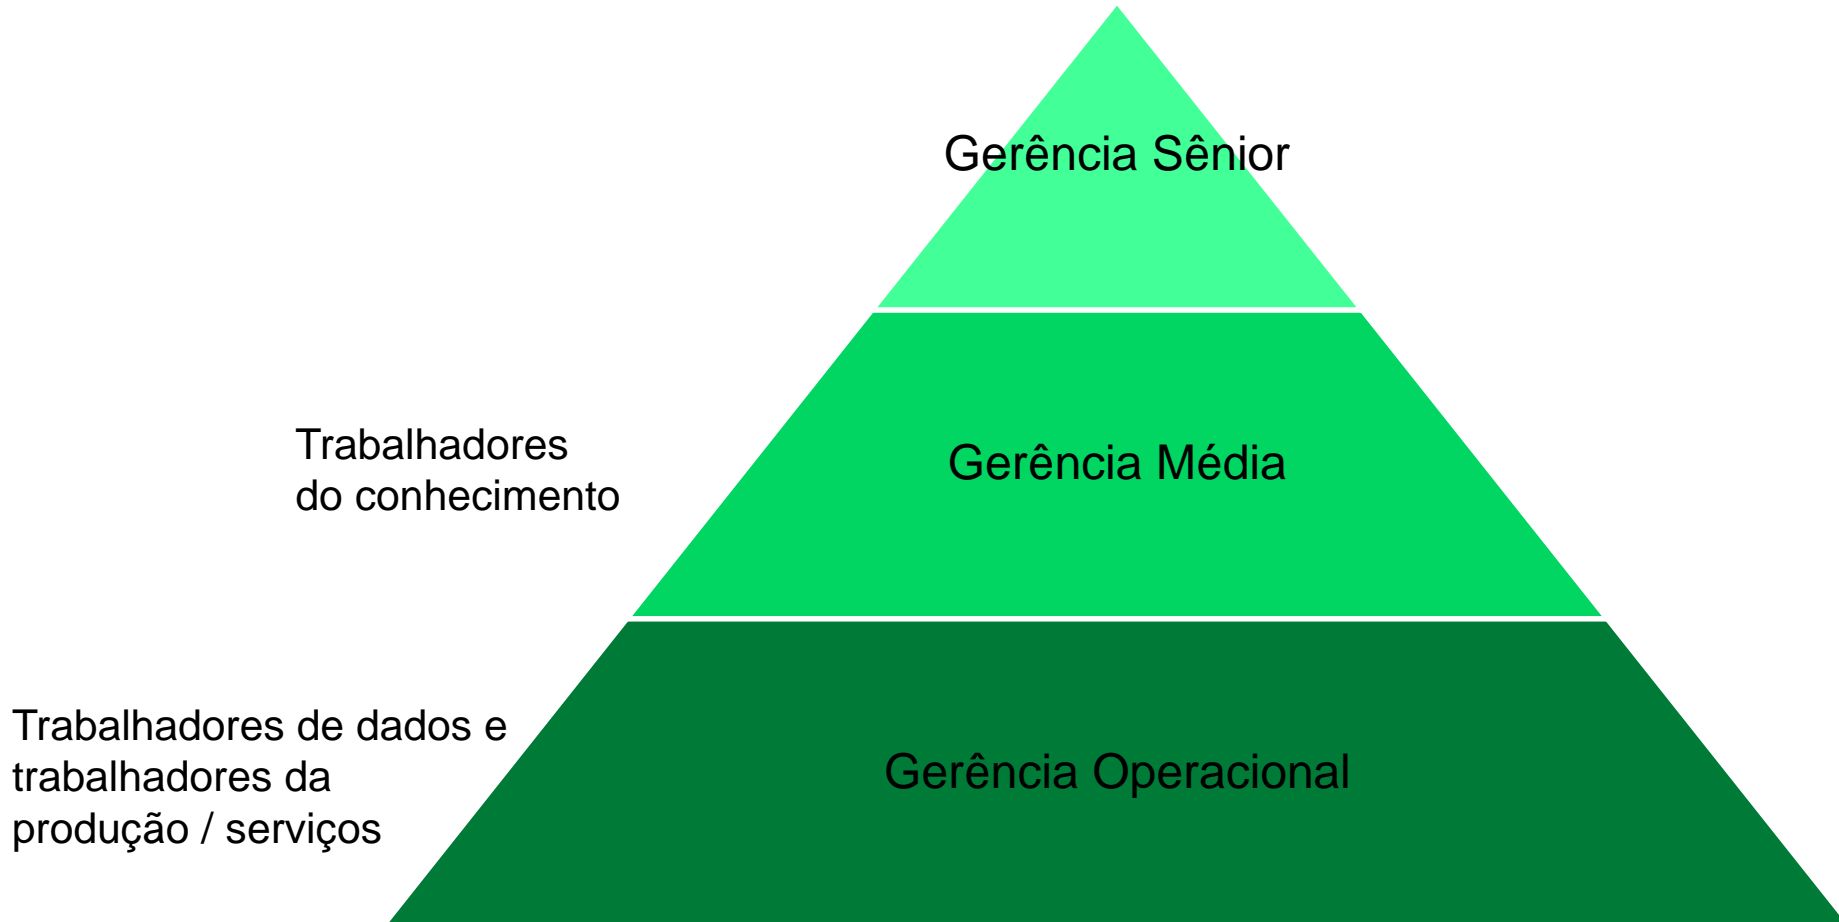 Gerência Sênior
Trabalhadores
do conhecimento
Gerência Média
Trabalhadores de dados e
trabalhadores da
produção / serviços
Gerência Operacional